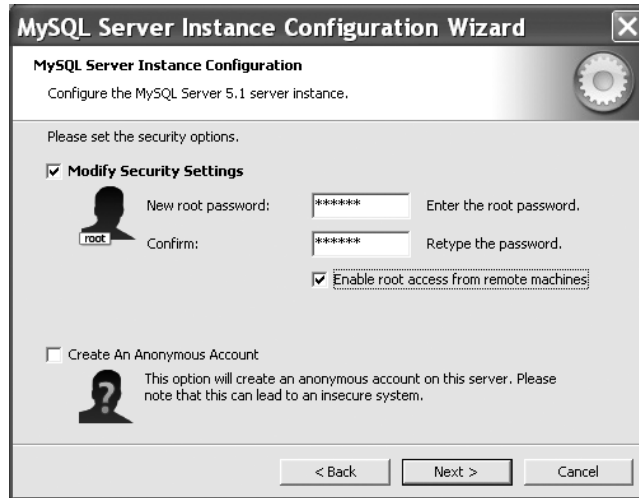 MySQL Server Instance Configuration Wizard
MySQL Server Instance Configuration
Configure the MySQL Server 5.1 server instance.
Please set the security options.
Modify Security Settings
root
New root password: ****** Enter the root password.
Confirm: ****** Retype the password.
Enable root access from remote machines
Create An Anonymous Account
?
This option will create an anonymous account on this server. Please
note that this can lead to an insecure system.
< Back Next > Cancel